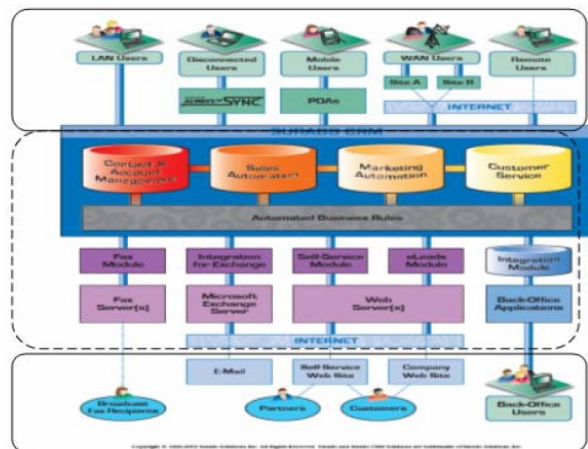 LAN Users
Disconnected
Users
Mobile
Users
WAN Users
Remote
Users
Site A
Site B
SYNC
PDAs
INTERNET
SURADO CRM
Contact &
Account
Management
Sales
Automation
Marketing
Automation
Customer
Service
Automated Business Rules
Fax
Module
Integration
for Exchange
Self-Service
Module
eLeads
Module
Integration
Module
Fax
Server(s)
Microsoft
Exchange
Server
Web
Server(s)
Back-Office
Applications
INTERNET
E-Mail
Self-Service
Web Site
Company
Web Site
Broadcast
Fax Recipients
Partners
Customers
Back-Office
Users